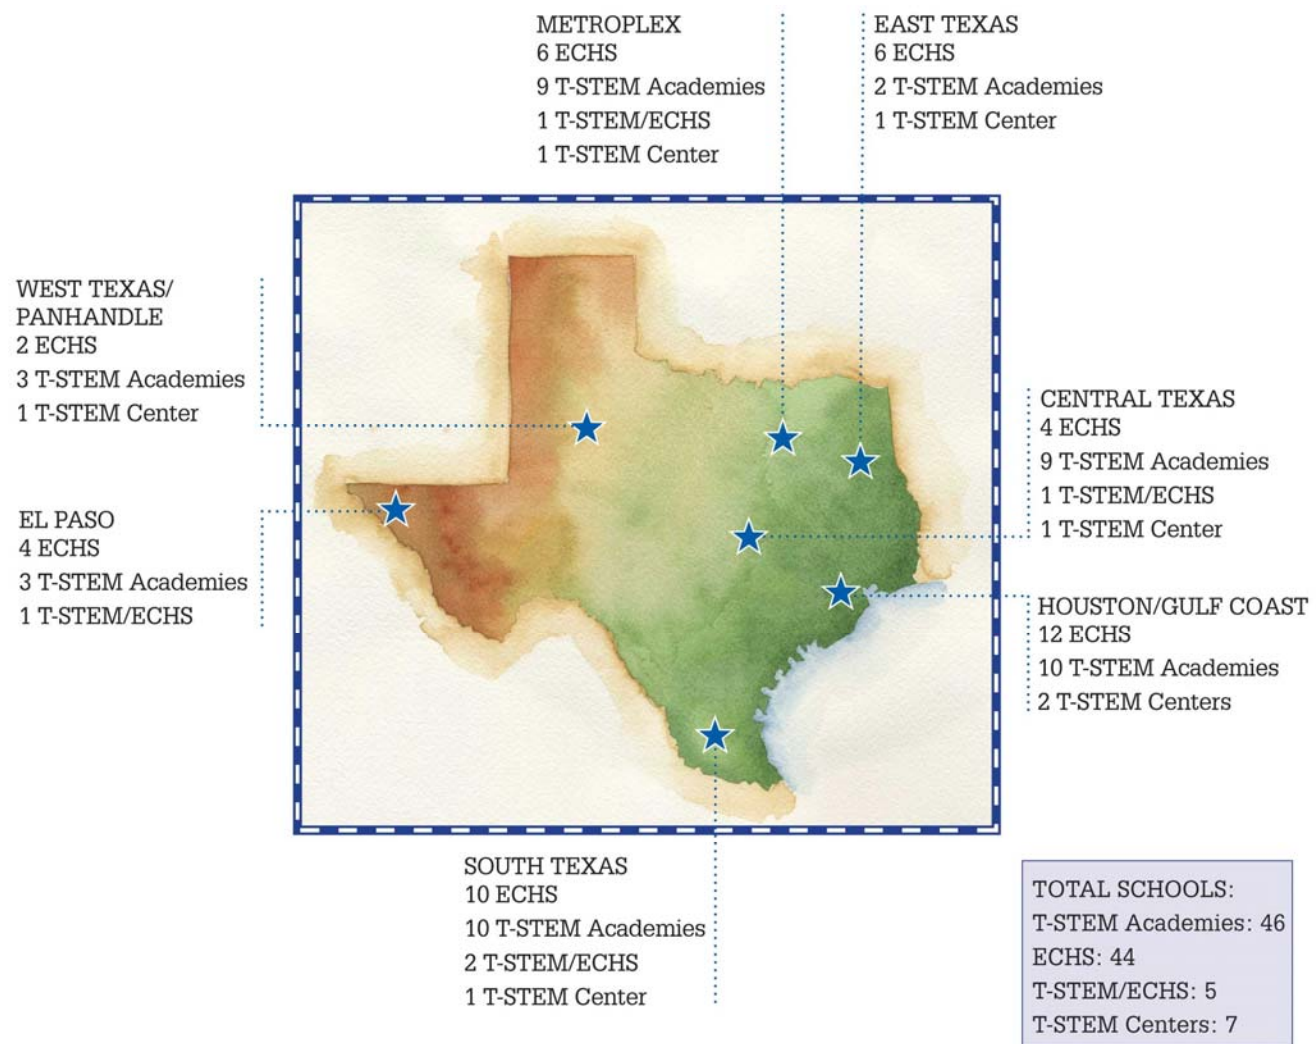 METROPLEX
6 ECHS
9 T-STEM Academies
1 T-STEM/ECHS
1 T-STEM Center
EAST TEXAS
6 ECHS
2 T-STEM Academies
1 T-STEM Center
WEST TEXAS/
PANHANDLE
2 ECHS
3 T-STEM Academies
1 T-STEM Center
EL PASO
4 ECHS
3 T-STEM Academies
1 T-STEM/ECHS
CENTRAL TEXAS
4 ECHS
9 T-STEM Academies
1 T-STEM/ECHS
1 T-STEM Center
HOUSTON/GULF COAST
12 ECHS
10 T-STEM Academies
2 T-STEM Centers
SOUTH TEXAS
10 ECHS
10 T-STEM Academies
2 T-STEM/ECHS
1 T-STEM Center
TOTAL SCHOOLS:
T-STEM Academies: 46
ECHS: 44
T-STEM/ECHS: 5
T-STEM Centers: 7